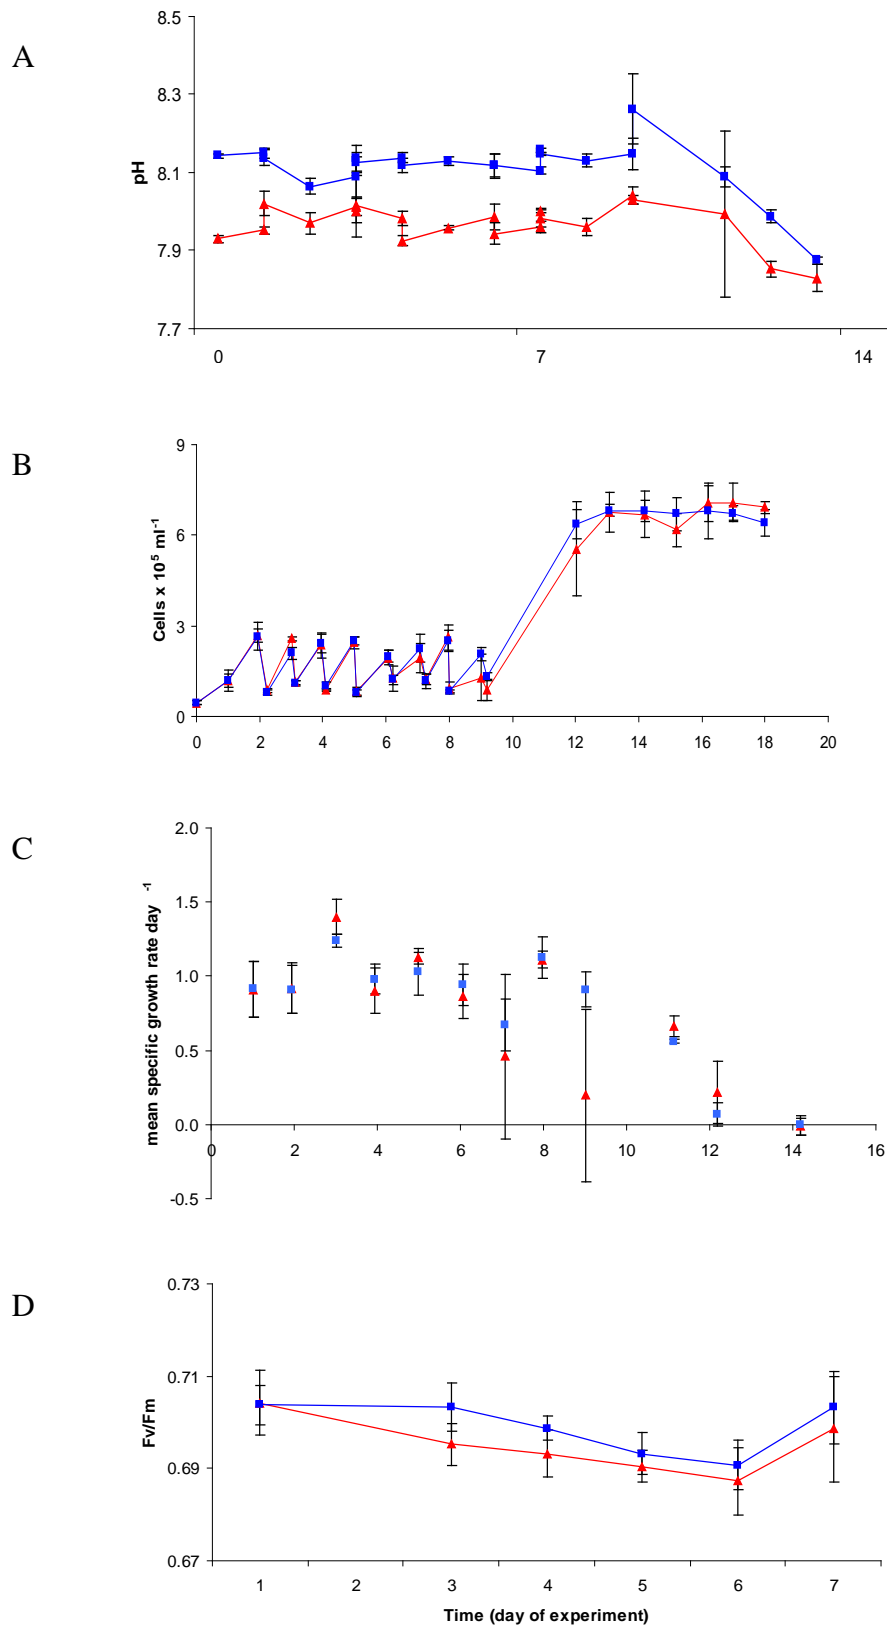 A
8.5
8.3
8.1
7.9
7.7
pH
0 7 14
B
9
6
3
0
Cells x 10⁵ ml⁻¹
0 2 4 6 8 10 12 14 16 18 20
C
2.0
1.5
1.0
0.5
0.0
-0.5
mean specific growth rate day ⁻¹
0 2 4 6 8 10 12 14 16
D
0.73
0.71
0.69
0.67
Fv/Fm
1 2 3 4 5 6 7
Time (day of experiment)